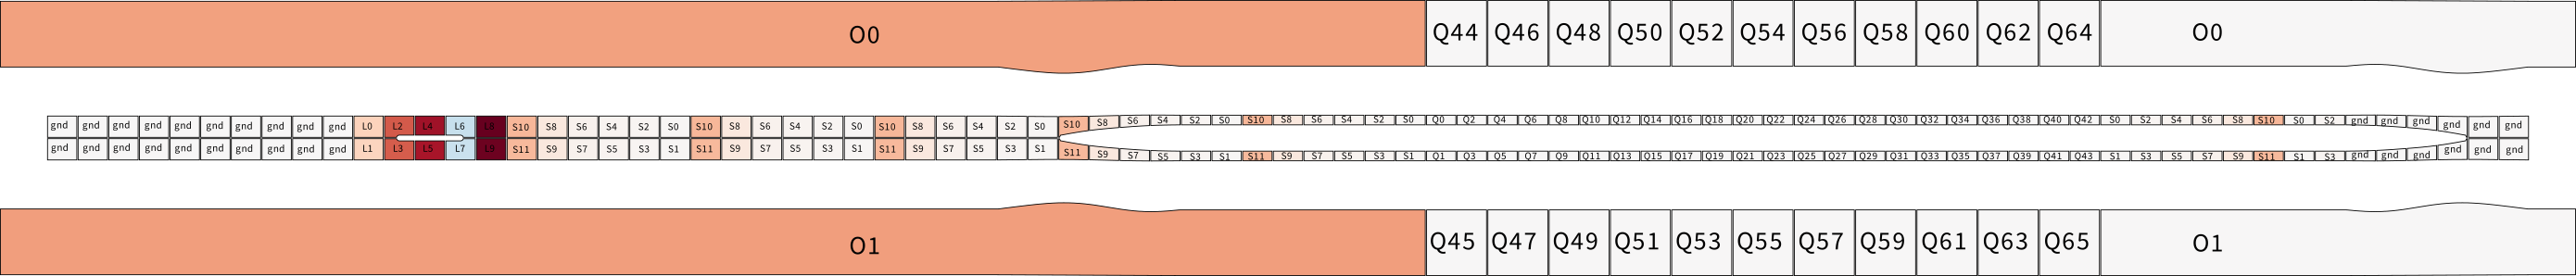 O0 Q44 Q46 Q48 Q50 Q52 Q54 Q56 Q58 Q60 Q62 Q64 O0
gnd gnd gnd gnd gnd gnd gnd gnd gnd gnd L0 L2 L4 L6 L8 S10 S8 S6 S4 S2 S0 S10 S8 S6 S4 S2 S0 S10 S8 S6 S4 S2 S0 S10 S8 S6 S4 S2 S0 S10 S8 S6 S4 S2 S0 Q0 Q2 Q4 Q6 Q8 Q10 Q12 Q14 Q16 Q18 Q20 Q22 Q24 Q26 Q28 Q30 Q32 Q34 Q36 Q38 Q40 Q42 S0 S2 S4 S6 S8 S10 S0 S2 gnd gnd gnd gnd gnd gnd
gnd gnd gnd gnd gnd gnd gnd gnd gnd gnd L1 L3 L5 L7 L9 S11 S9 S7 S5 S3 S1 S11 S9 S7 S5 S3 S1 S11 S9 S7 S5 S3 S1 S11 S9 S7 S5 S3 S1 S11 S9 S7 S5 S3 S1 Q1 Q3 Q5 Q7 Q9 Q11 Q13 Q15 Q17 Q19 Q21 Q23 Q25 Q27 Q29 Q31 Q33 Q35 Q37 Q39 Q41 Q43 S1 S3 S5 S7 S9 S11 S1 S3 gnd gnd gnd gnd gnd gnd
O1 Q45 Q47 Q49 Q51 Q53 Q55 Q57 Q59 Q61 Q63 Q65 O1